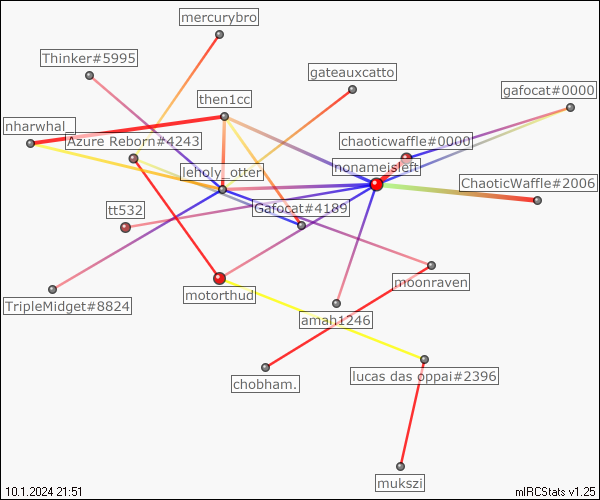 mercurybro
Thinker#5995
gateauxcatto
gafocat#0000
then1cc
nharwhal_
Azure Reborn#4243
chaoticwaffle#0000
nonameisleft
leholy_otter
ChaoticWaffle#2006
tt532
Gafocat#4189
moonraven
motorthud
TripleMidget#8824
amah1246
lucas das oppai#2396
chobham.
mukszi
10.1.2024 21:51
mIRCStats v1.25